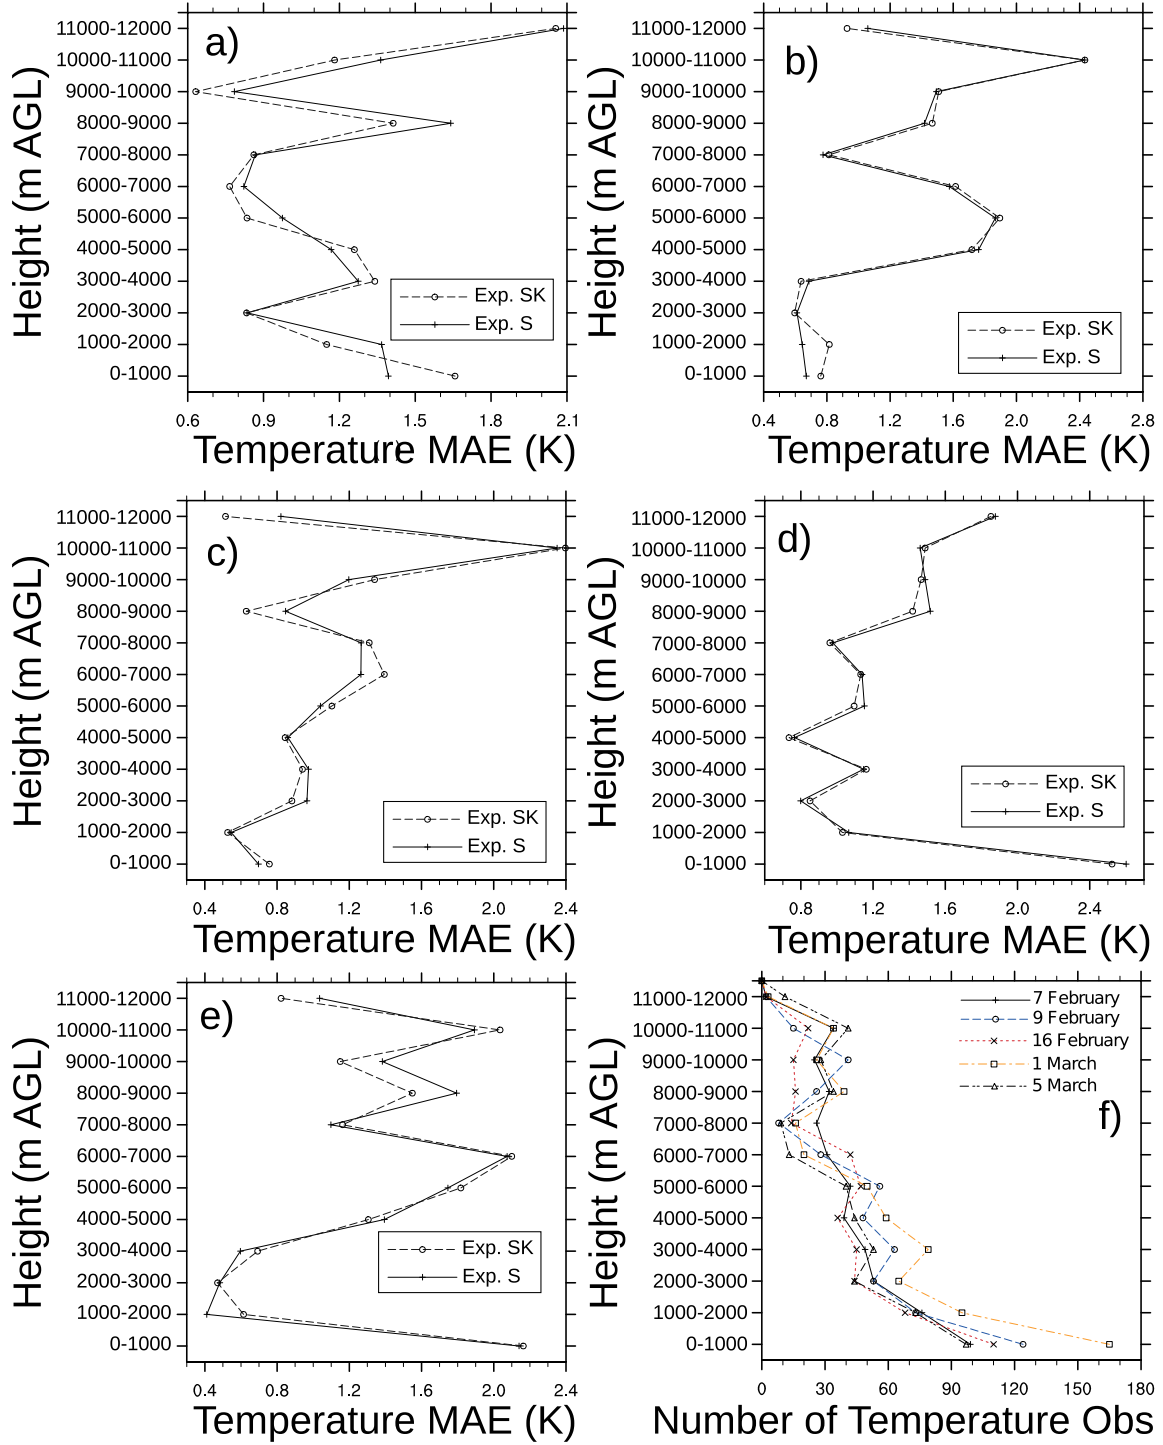 a)
Height (m AGL)
11000-12000
10000-11000
9000-10000
8000-9000
7000-8000
6000-7000
5000-6000
4000-5000
3000-4000
2000-3000
1000-2000
0-1000
Exp. SK
Exp. S
0.6 0.9 1.2 1.5 1.8 2.1
Temperature MAE (K)
b)
Height (m AGL)
11000-12000
10000-11000
9000-10000
8000-9000
7000-8000
6000-7000
5000-6000
4000-5000
3000-4000
2000-3000
1000-2000
0-1000
Exp. SK
Exp. S
0.4 0.8 1.2 1.6 2.0 2.4 2.8
Temperature MAE (K)
c)
Height (m AGL)
11000-12000
10000-11000
9000-10000
8000-9000
7000-8000
6000-7000
5000-6000
4000-5000
3000-4000
2000-3000
1000-2000
0-1000
Exp. SK
Exp. S
0.4 0.8 1.2 1.6 2.0 2.4
Temperature MAE (K)
d)
Height (m AGL)
11000-12000
10000-11000
9000-10000
8000-9000
7000-8000
6000-7000
5000-6000
4000-5000
3000-4000
2000-3000
1000-2000
0-1000
Exp. SK
Exp. S
0.8 1.2 1.6 2.0 2.4
Temperature MAE (K)
e)
Height (m AGL)
11000-12000
10000-11000
9000-10000
8000-9000
7000-8000
6000-7000
5000-6000
4000-5000
3000-4000
2000-3000
1000-2000
0-1000
Exp. SK
Exp. S
0.4 0.8 1.2 1.6 2.0 2.4
Temperature MAE (K)
f)
Height (m AGL)
11000-12000
10000-11000
9000-10000
8000-9000
7000-8000
6000-7000
5000-6000
4000-5000
3000-4000
2000-3000
1000-2000
0-1000
7 February
9 February
16 February
1 March
5 March
0 30 60 90 120 150 180
Number of Temperature Obs